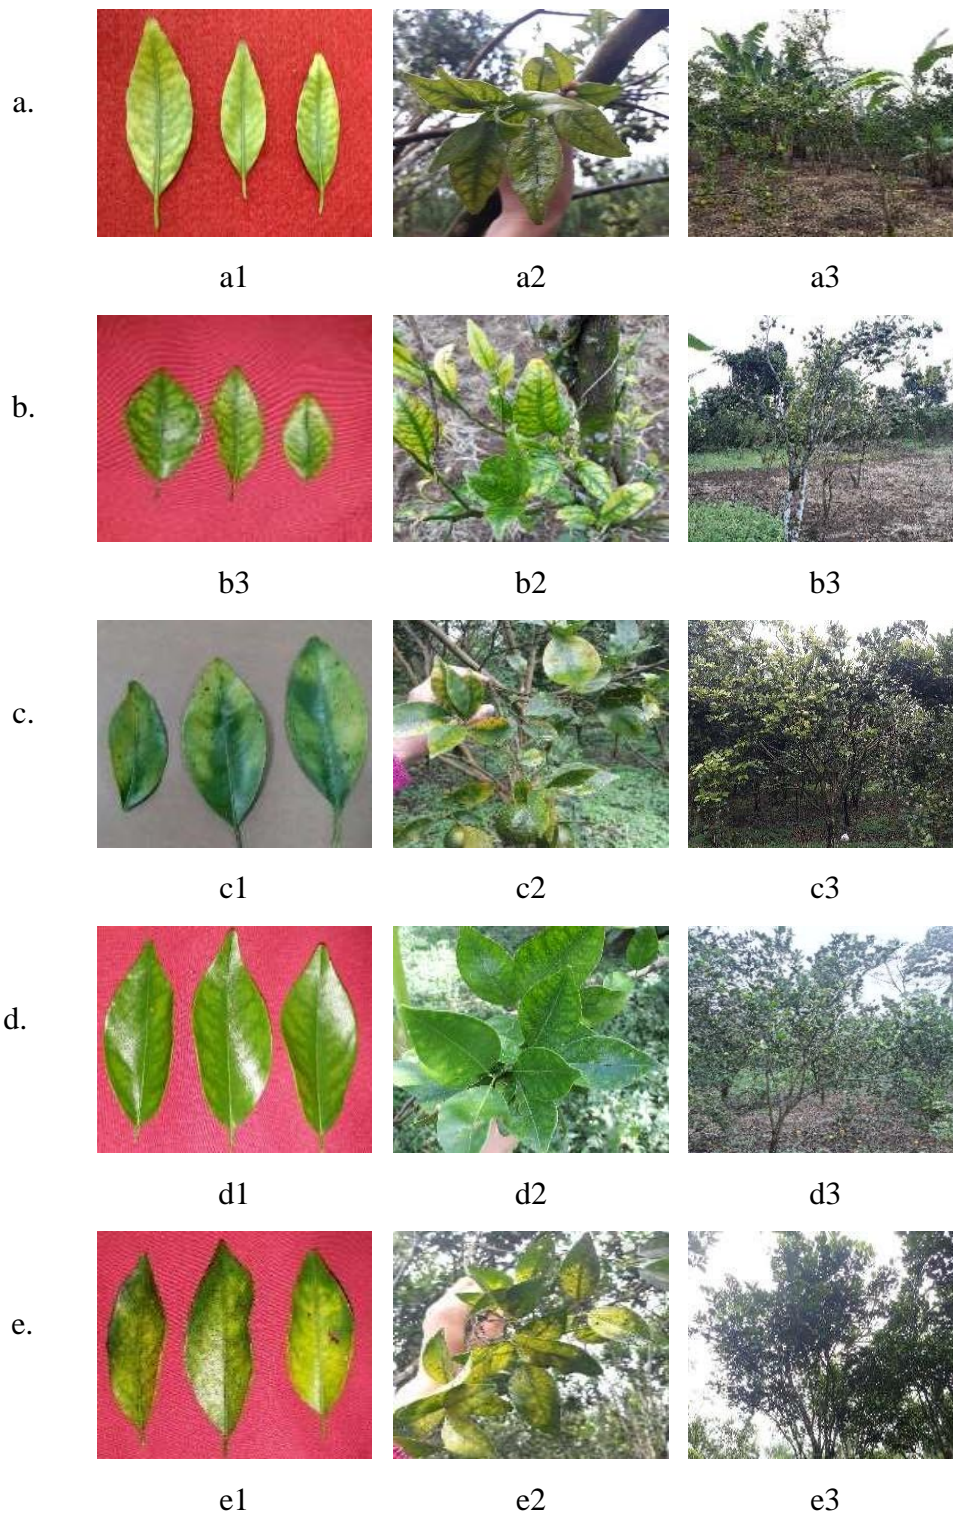 a.
a1 a2 a3
b.
b3 b2 b3
c.
c1 c2 c3
d.
d1 d2 d3
e.
e1 e2 e3